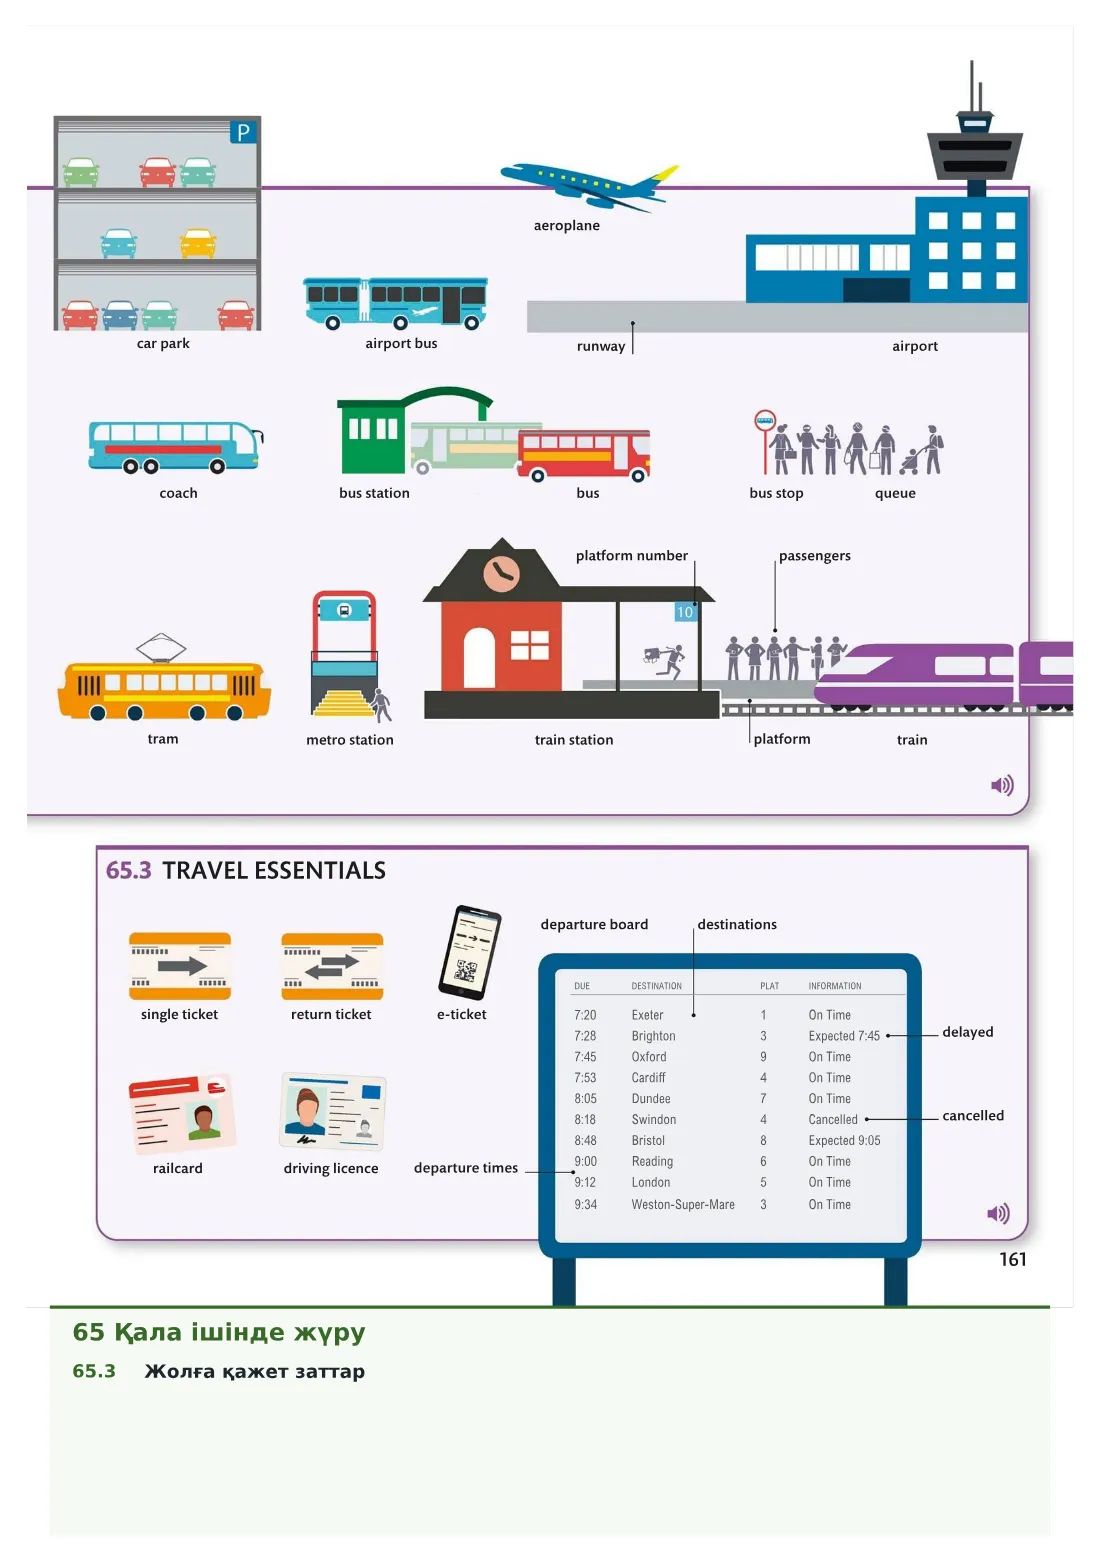 P
aeroplane
car park
airport bus
runway
airport
coach
bus station
bus
bus stop
queue
platform number
passengers
10
tram
metro station
train station
platform
train
65.3 TRAVEL ESSENTIALS
departure board
destinations
single ticket
return ticket
e-ticket
DUE DESTINATION PLAT INFORMATION
7:20 Exeter 1 On Time
7:28 Brighton 3 Expected 7:45
delayed
7:45 Oxford 9 On Time
7:53 Cardiff 4 On Time
8:05 Dundee 7 On Time
8:18 Swindon 4 Cancelled
cancelled
8:48 Bristol 8 Expected 9:05
9:00 Reading 6 On Time
9:12 London 5 On Time
9:34 Weston-Super-Mare 3 On Time
railcard
driving licence
departure times
161
65 Қала ішінде жүру
65.3 Жолға қажет заттар